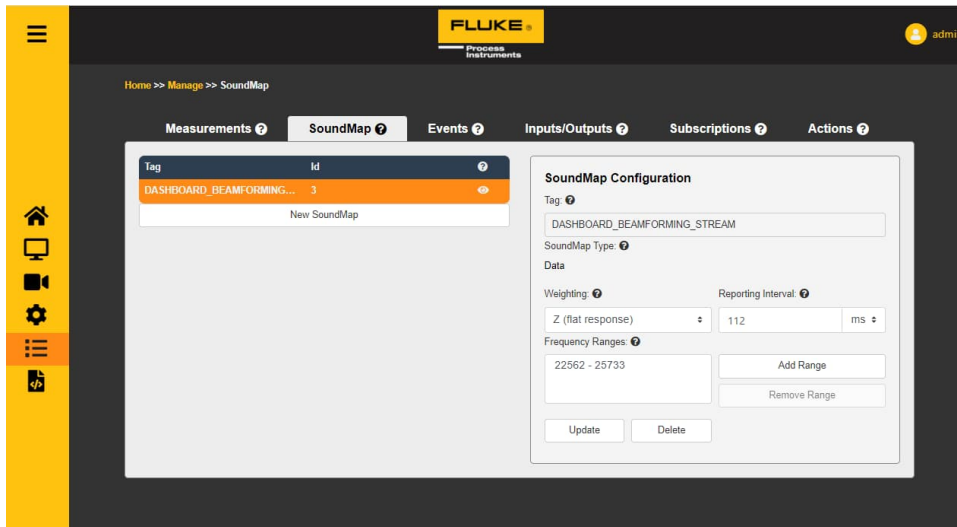 FLUKE ®
Process
Instruments
admi
Home >> Manage >> SoundMap
Measurements ? SoundMap ? Events ? Inputs/Outputs ? Subscriptions ? Actions ?
Tag Id ?
DASHBOARD_BEAMFORMING... 3
New SoundMap
SoundMap Configuration
Tag: ?
DASHBOARD_BEAMFORMING_STREAM
SoundMap Type: ?
Data
Weighting: ? Reporting Interval: ?
Z (flat response) 112 ms
Frequency Ranges: ?
22562 - 25733
Add Range
Remove Range
Update Delete